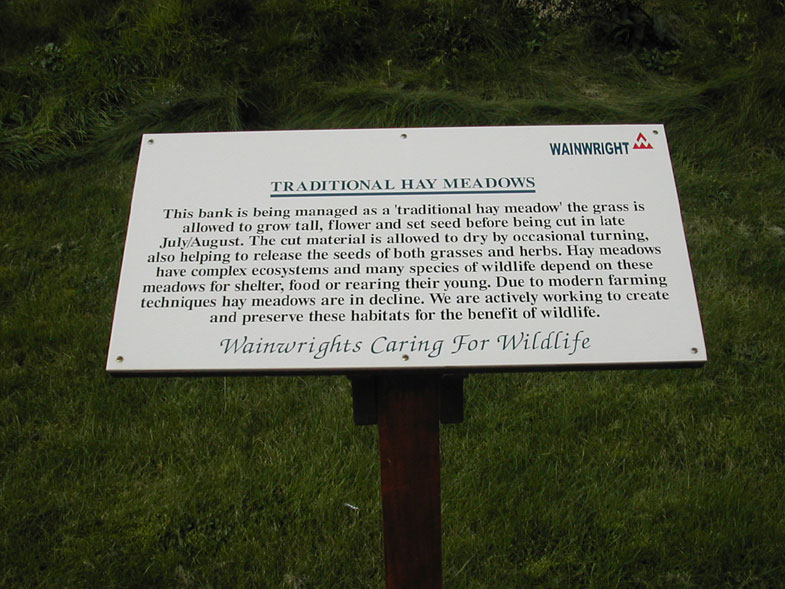 WAINWRIGHT
TRADITIONAL HAY MEADOWS
This bank is being managed as a 'traditional hay meadow' the grass is
allowed to grow tall, flower and set seed before being cut in late
July/August. The cut material is allowed to dry by occasional turning,
also helping to release the seeds of both grasses and herbs. Hay meadows
have complex ecosystems and many species of wildlife depend on these
meadows for shelter, food or rearing their young. Due to modern farming
techniques hay meadows are in decline. We are actively working to create
and preserve these habitats for the benefit of wildlife.
Wainwrights Caring For Wildlife